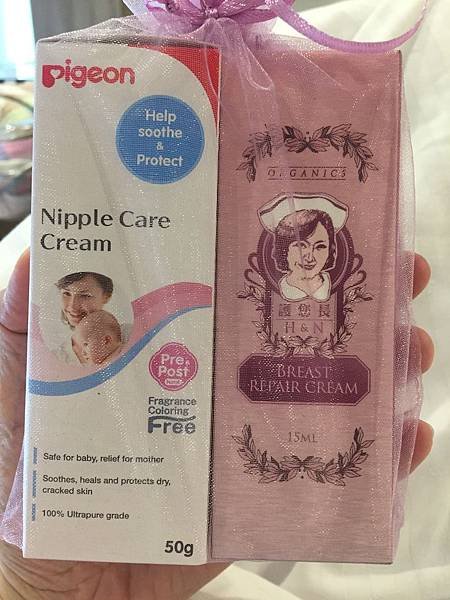 Pigeon
Help
soothe
&
Protect
Nipple Care
Cream
Pre &
Post
Fragrance
Coloring
Free
Safe for baby, relief for mother
Soothes, heals and protects dry,
cracked skin
100% Ultrapure grade
50g
ORGANICS
護您長
H & N
BREAST
REPAIR CREAM
15ML